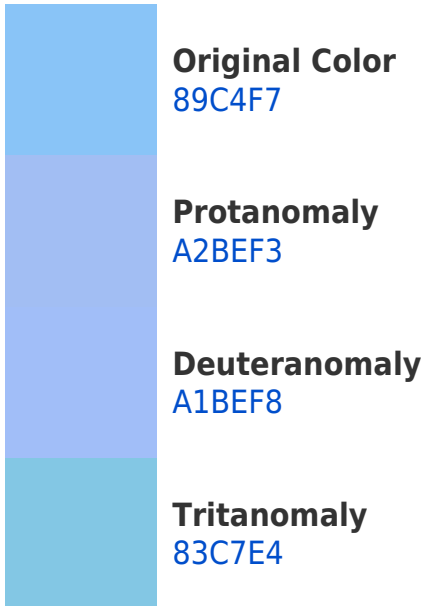 Original Color
89C4F7
Protanomaly
A2BEF3
Deuteranomaly
A1BEF8
Tritanomaly
83C7E4